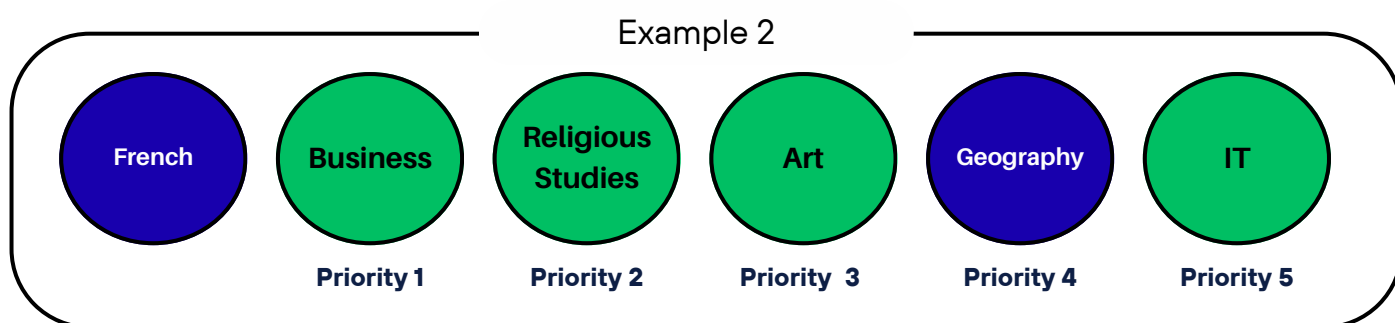 Example 2
French
Business
Religious
Studies
Art
Geography
IT
Priority 1
Priority 2
Priority  3
Priority 4
Priority 5